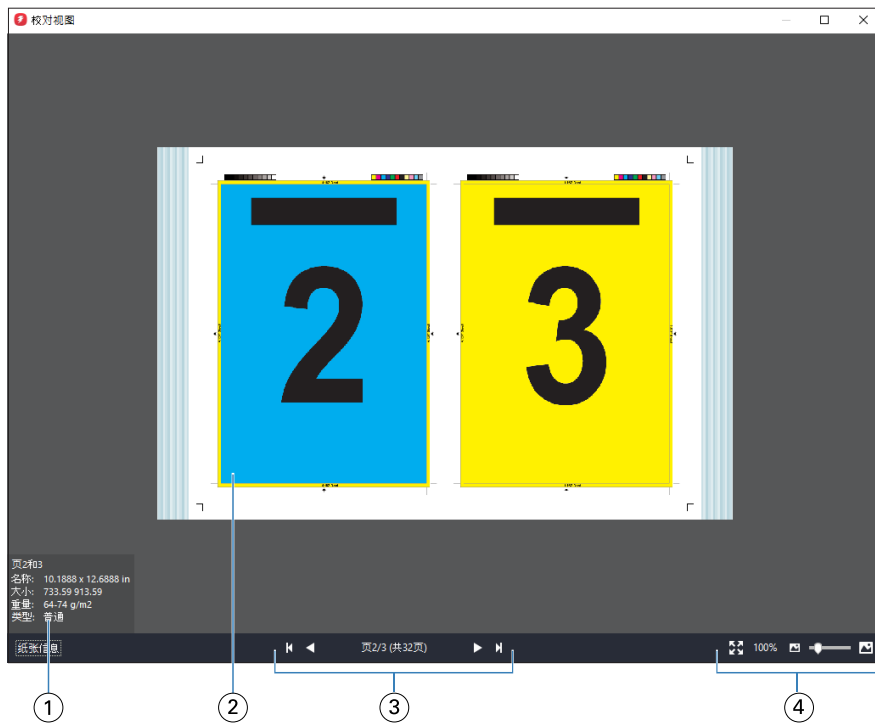 校对视图
2
3
页2和3
名称: 10.1888 x 12.6888 in
大小: 733.59 913.59
重量: 64-74 g/m2
类型: 普通
纸张信息
页2/3 (共32页)
100%
1
2
3
4